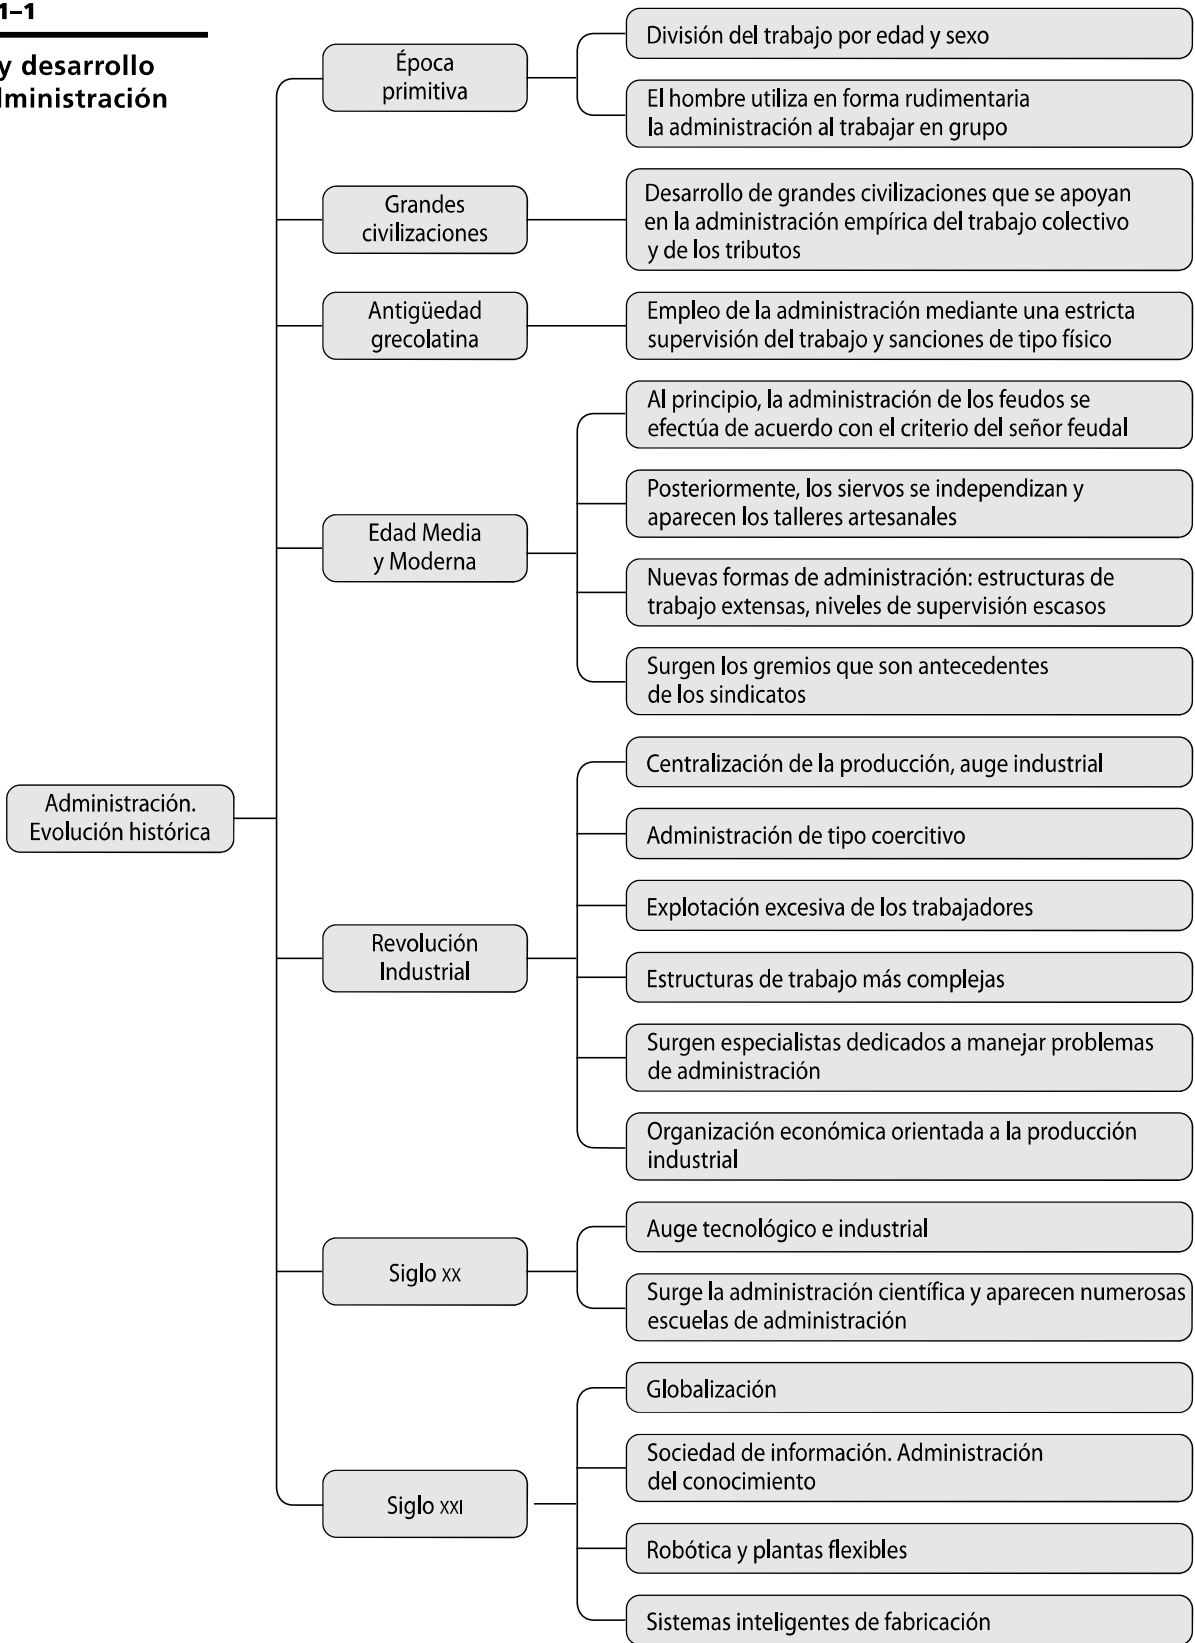 1–1
y desarrollo
lministración
Época
primitiva
División del trabajo por edad y sexo
El hombre utiliza en forma rudimentaria
la administración al trabajar en grupo
Grandes
civilizaciones
Desarrollo de grandes civilizaciones que se apoyan
en la administración empírica del trabajo colectivo
y de los tributos
Antigüedad
grecolatina
Empleo de la administración mediante una estricta
supervisión del trabajo y sanciones de tipo físico
Edad Media
y Moderna
Al principio, la administración de los feudos se
efectúa de acuerdo con el criterio del señor feudal
Posteriormente, los siervos se independizan y
aparecen los talleres artesanales
Nuevas formas de administración: estructuras de
trabajo extensas, niveles de supervisión escasos
Surgen los gremios que son antecedentes
de los sindicatos
Administración.
Evolución histórica
Revolución
Industrial
Centralización de la producción, auge industrial
Administración de tipo coercitivo
Explotación excesiva de los trabajadores
Estructuras de trabajo más complejas
Surgen especialistas dedicados a manejar problemas
de administración
Organización económica orientada a la producción
industrial
Siglo XX
Auge tecnológico e industrial
Surge la administración científica y aparecen numerosas
escuelas de administración
Siglo XXI
Globalización
Sociedad de información. Administración
del conocimiento
Robótica y plantas flexibles
Sistemas inteligentes de fabricación